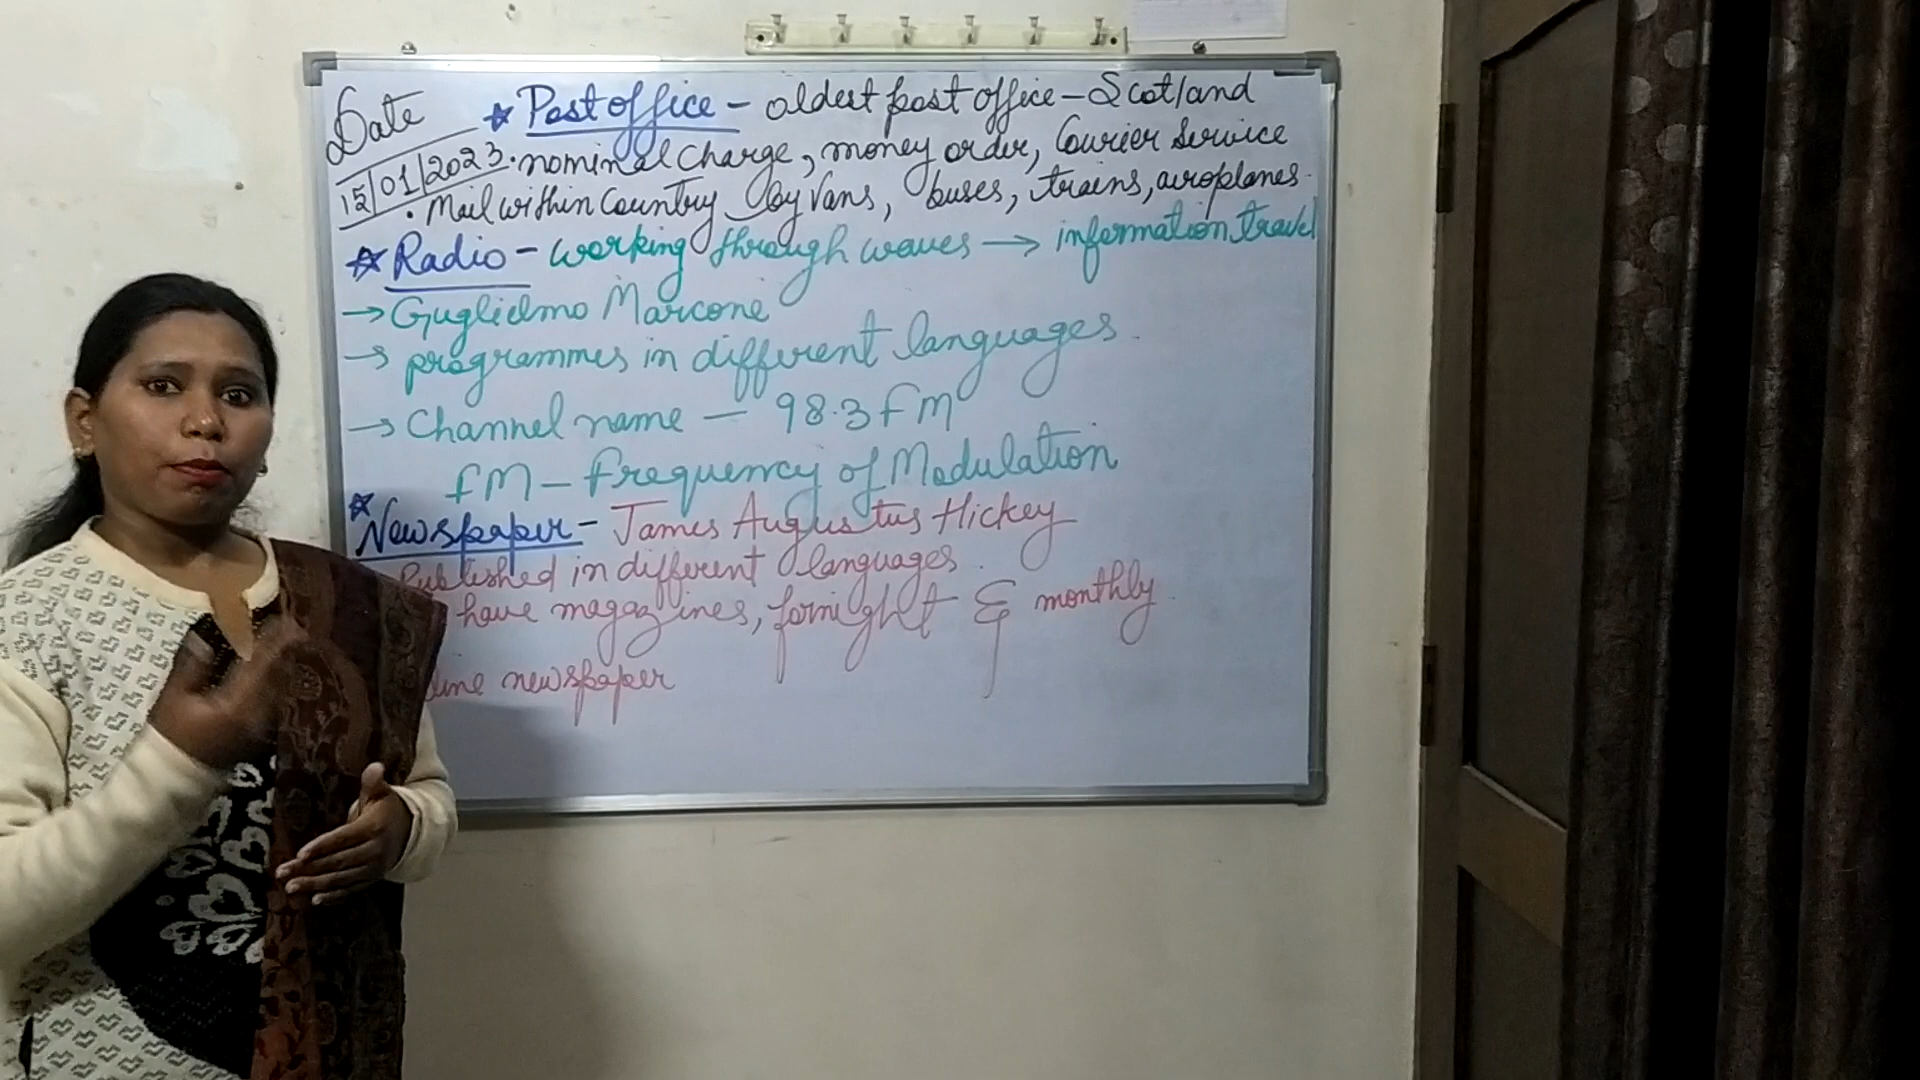 Date
15/01/2023
☆ Post office - oldest post office - Scotland
• nominal charge, money order, Courier Service
• Mail within Country by Vans, buses, trains, aeroplanes.
☆ Radio - working through waves → information travel
→ Guglielmo Marcone
→ programmes in different languages.
→ Channel name - 98.3 FM
FM - Frequency of Modulation
☆ Newspaper - James Augustus Hickey
Published in different languages.
have magazines, fornight & monthly.
newspaper